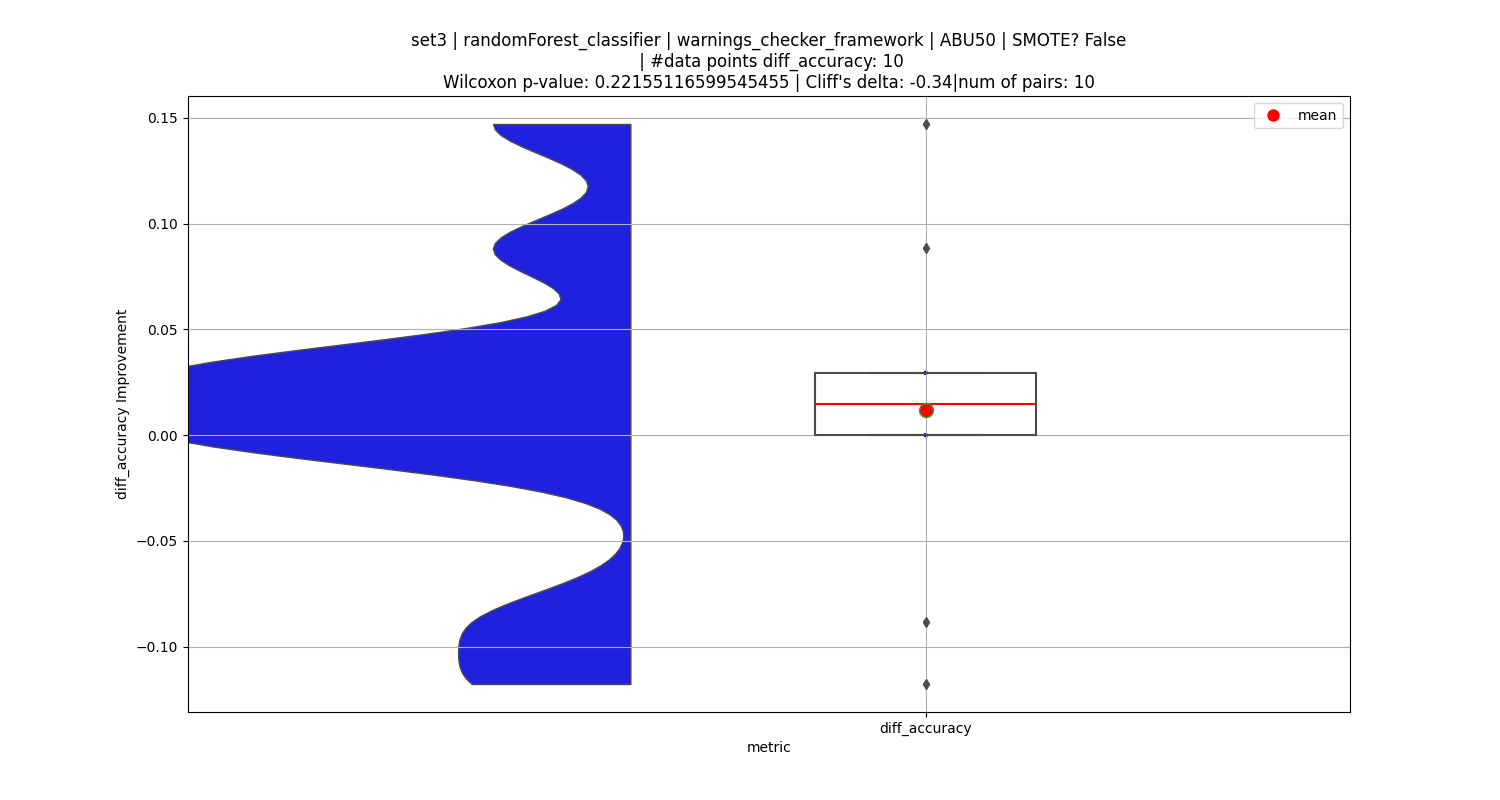 set3 | randomForest_classifier | warnings_checker_framework | ABU50 | SMOTE? False
| #data points diff_accuracy: 10
Wilcoxon p-value: 0.22155116599545455 | Cliff's delta: -0.34|num of pairs: 10
mean
0.15
0.10
0.05
0.00
−0.05
−0.10
diff_accuracy Improvement
diff_accuracy
metric